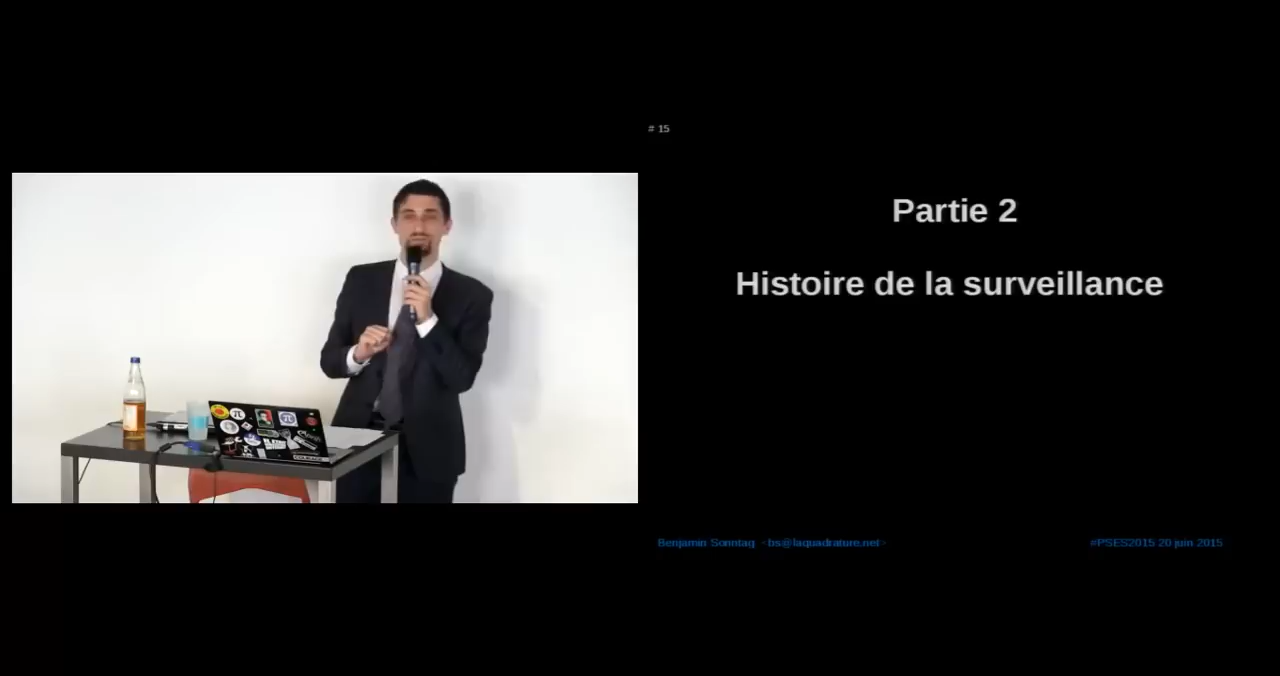 # 15
Partie 2
Histoire de la surveillance
Benjamin Sonntag <bs@laquadrature.net>
#PSES2015 20 juin 2015